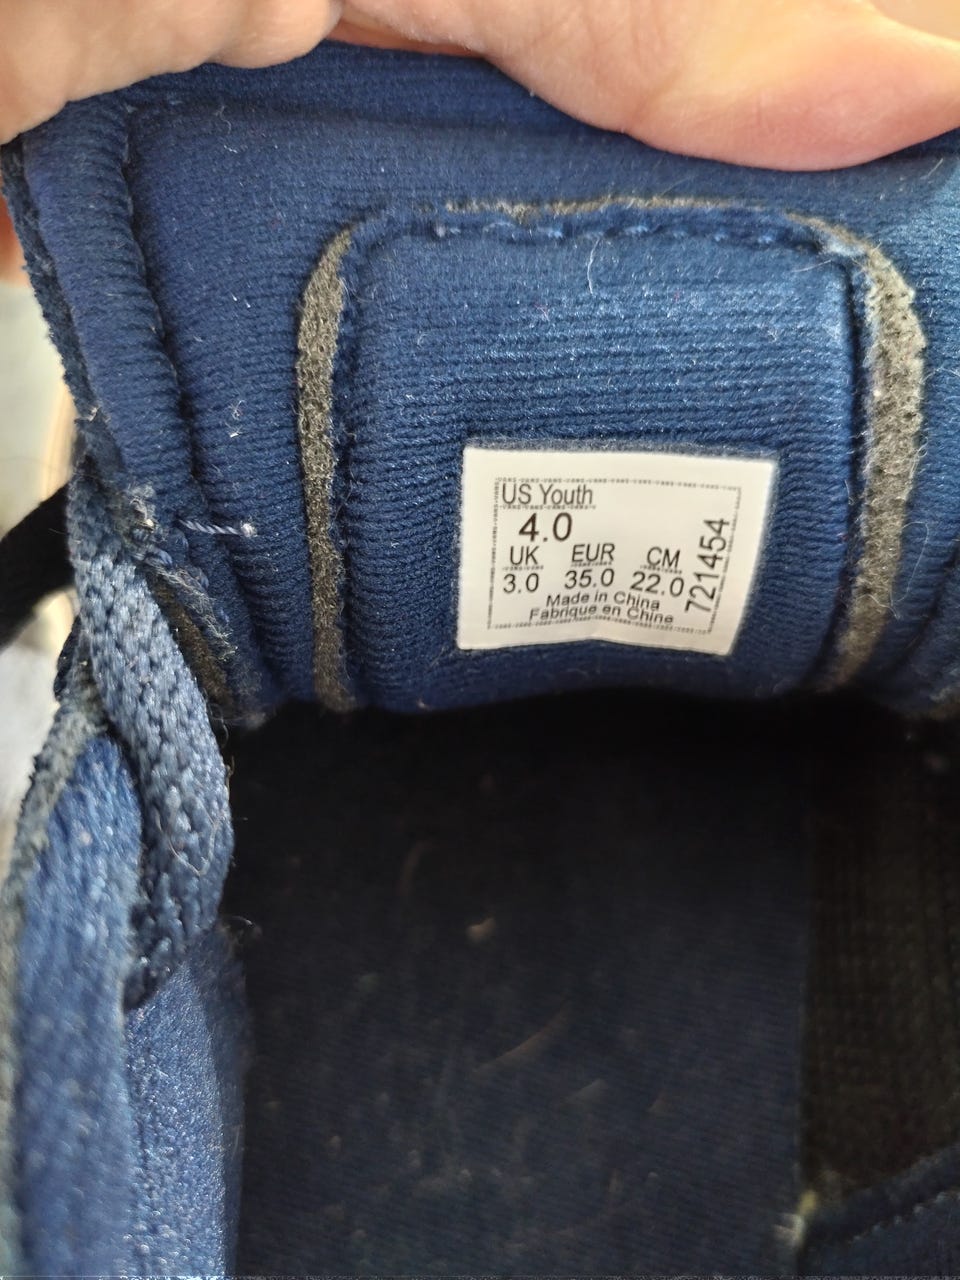 US Youth
4.0
UK EUR CM
3.0 35.0 22.0
Made in China
Fabriqué en Chine
721454